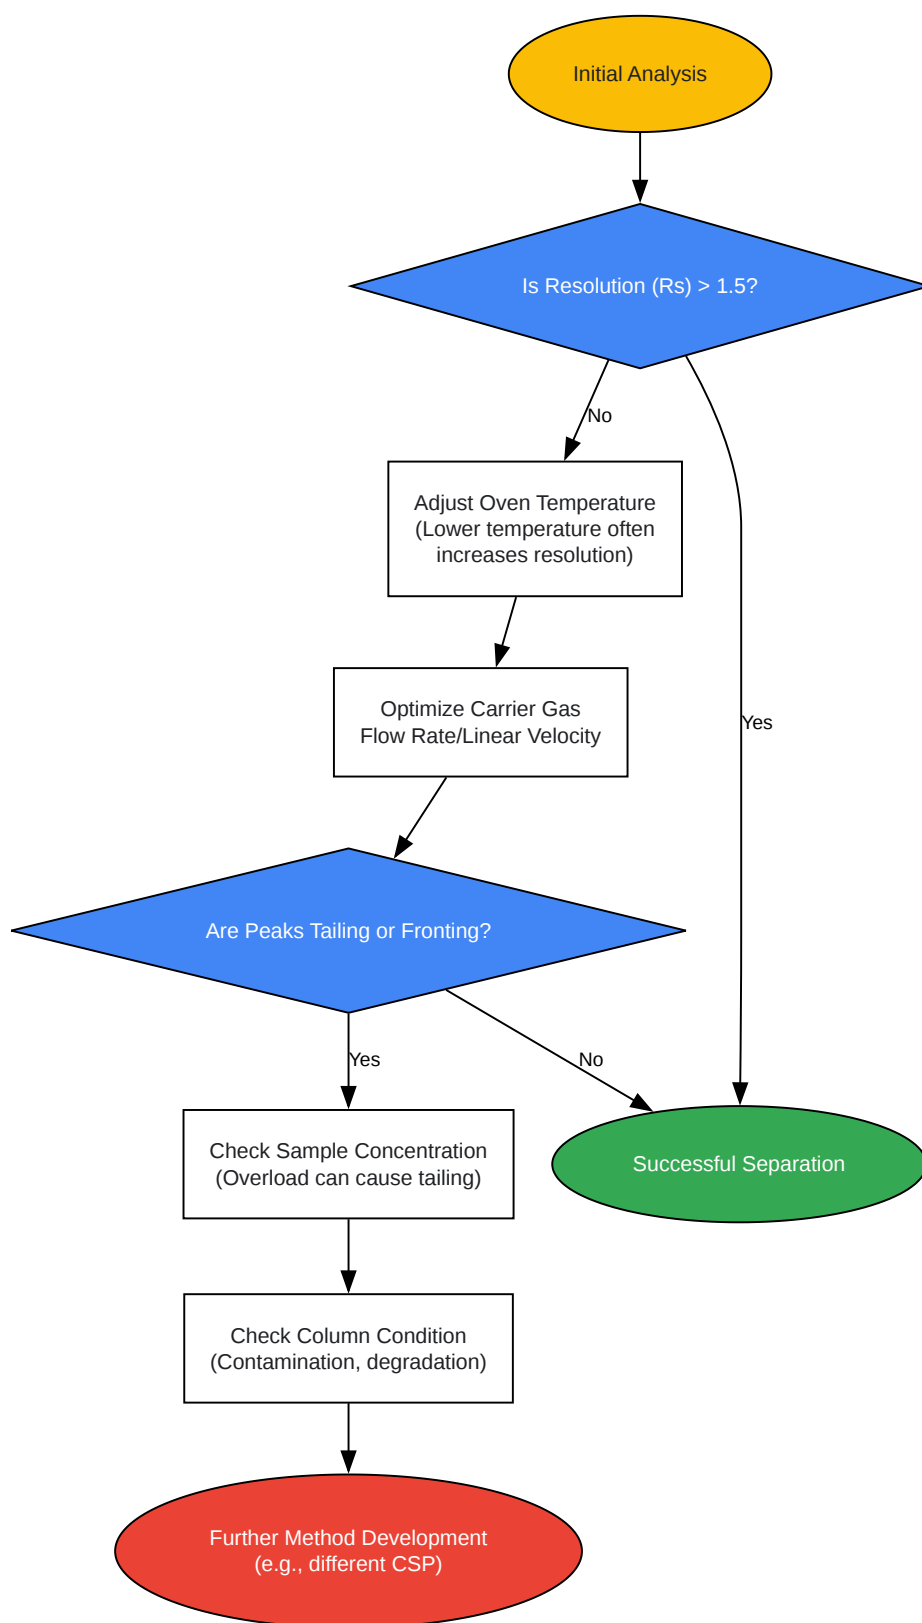 Initial Analysis
Is Resolution (Rs) > 1.5?
No
Adjust Oven Temperature
(Lower temperature often
increases resolution)
Optimize Carrier Gas
Flow Rate/Linear Velocity
Yes
Are Peaks Tailing or Fronting?
Yes
No
Check Sample Concentration
(Overload can cause tailing)
Successful Separation
Check Column Condition
(Contamination, degradation)
Further Method Development
(e.g., different CSP)